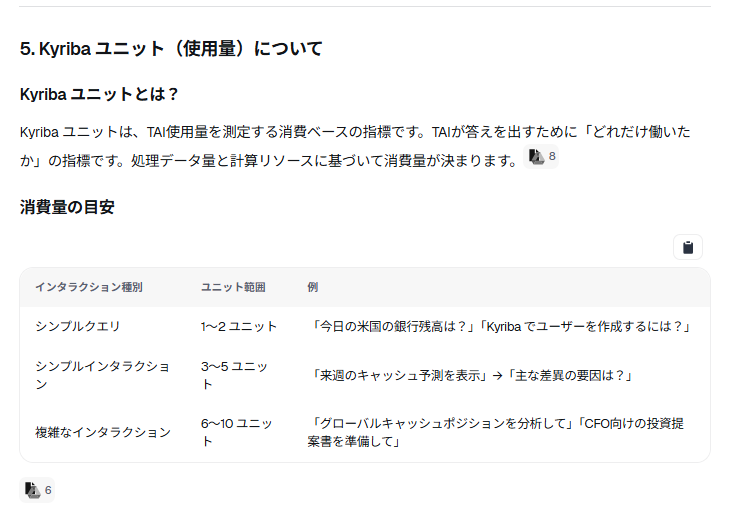 5. Kyriba ユニット（使用量）について
Kyriba ユニットとは？
Kyriba ユニットは、TAI使用量を測定する消費ベースの指標です。TAIが答えを出すために「どれだけ働いた
か」の指標です。処理データ量と計算リソースに基づいて消費量が決まります。 8
消費量の目安
インタラクション種別 ユニット範囲 例
シンプルクエリ 1〜2 ユニット 「今日の米国の銀行残高は？」「Kyriba でユーザーを作成するには？」
シンプルインタラクショ
ン
3〜5 ユニッ
ト
「来週のキャッシュ予測を表示」→「主な差異の要因は？」
複雑なインタラクション
6〜10 ユニッ
ト
「グローバルキャッシュポジションを分析して」「CFO向けの投資提
案書を準備して」
6